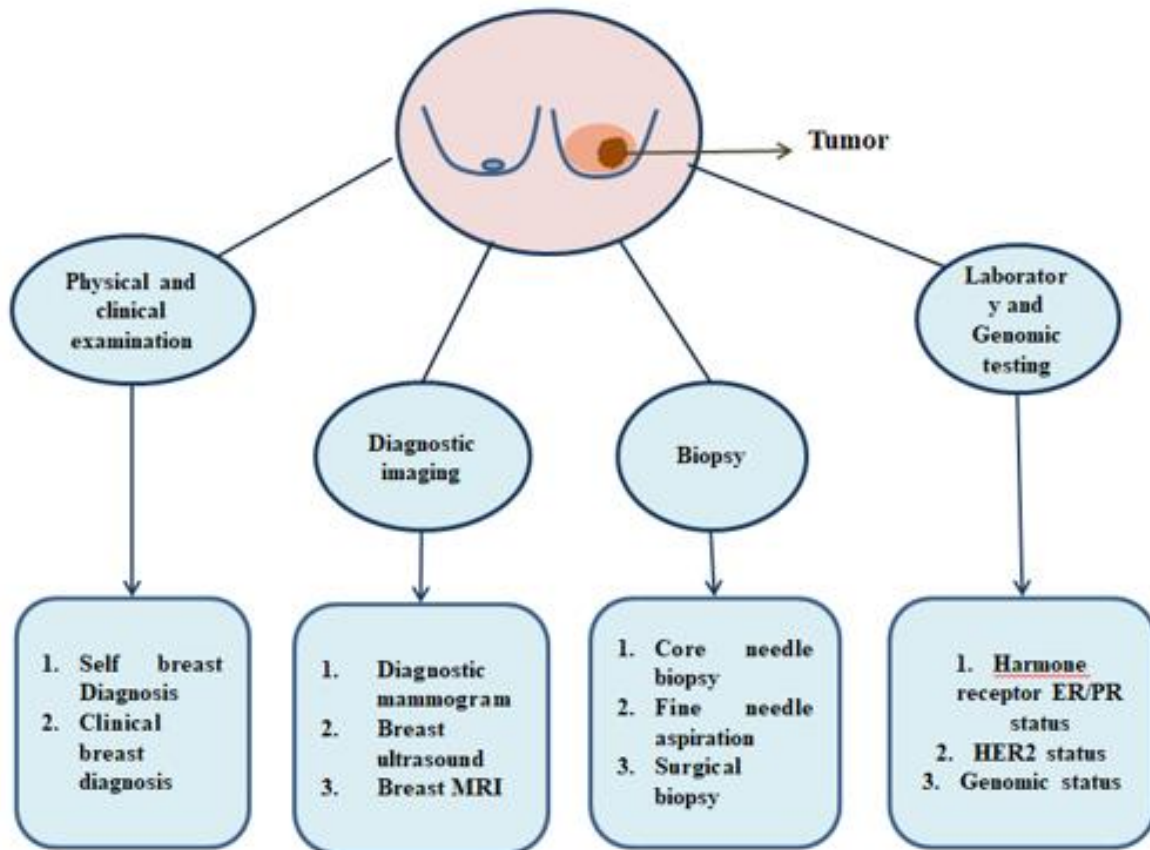 Tumor
Physical and
clinical
examination
Laborator
y and
Genomic
testing
Diagnostic
imaging
Biopsy
1. Self breast
Diagnosis
2. Clinical
breast
diagnosis
1. Diagnostic
mammogram
2. Breast
ultrasound
3. Breast MRI
1. Core needle
biopsy
2. Fine needle
aspiration
3. Surgical
biopsy
1. Harmone
receptor ER/PR
status
2. HER2 status
3. Genomic status